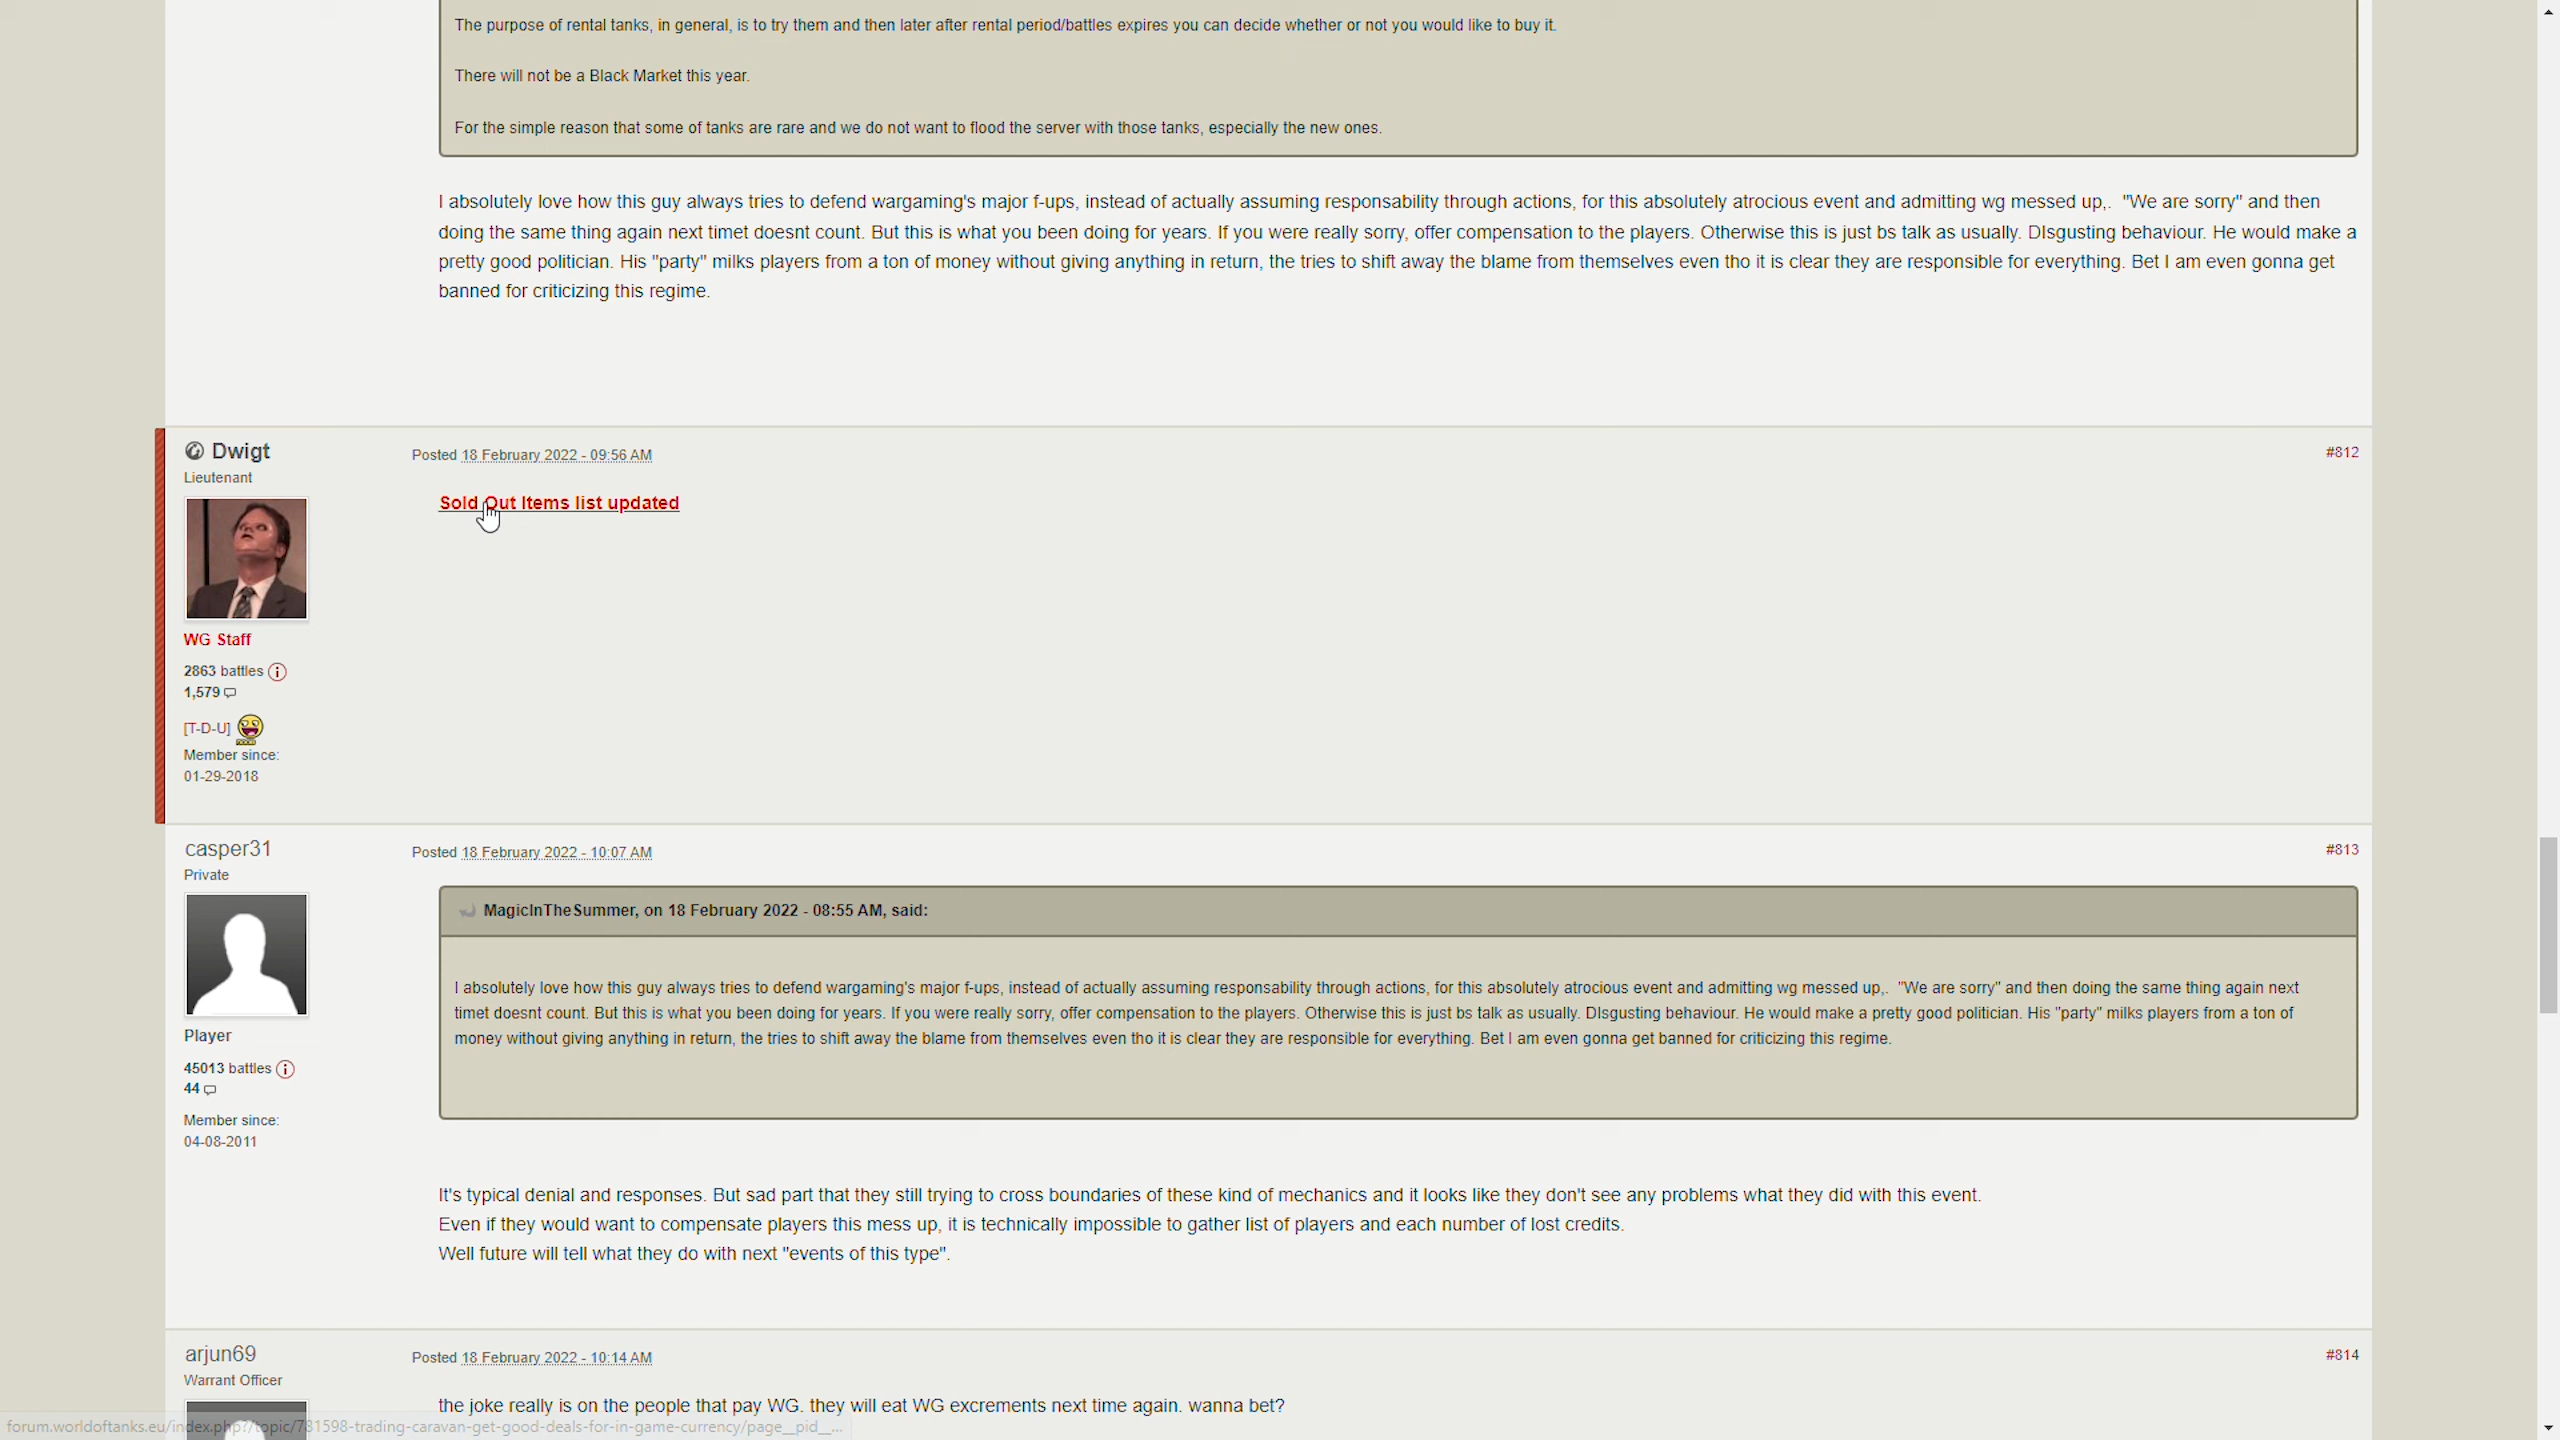 The purpose of rental tanks, in general, is to try them and then later after rental period/battles expires you can decide whether or not you would like to buy it.
There will not be a Black Market this year.
For the simple reason that some of tanks are rare and we do not want to flood the server with those tanks, especially the new ones.
I absolutely love how this guy always tries to defend wargaming's major f-ups, instead of actually assuming responsability through actions, for this absolutely atrocious event and admitting wg messed up,.  "We are sorry" and then
doing the same thing again next timet doesnt count. But this is what you been doing for years. If you were really sorry, offer compensation to the players. Otherwise this is just bs talk as usually. DIsgusting behaviour. He would make a
pretty good politician. His "party" milks players from a ton of money without giving anything in return, the tries to shift away the blame from themselves even tho it is clear they are responsible for everything. Bet I am even gonna get
banned for criticizing this regime.
Dwigt
Posted 18 February 2022 - 09:56 AM
#812
Lieutenant
Sold Out Items list updated
WG Staff
2863 battles
1,579
[T-D-U]
Member since:
01-29-2018
casper31
Posted 18 February 2022 - 10:07 AM
#813
Private
MagicInTheSummer, on 18 February 2022 - 08:55 AM, said:
I absolutely love how this guy always tries to defend wargaming's major f-ups, instead of actually assuming responsability through actions, for this absolutely atrocious event and admitting wg messed up,.  "We are sorry" and then doing the same thing again next
timet doesnt count. But this is what you been doing for years. If you were really sorry, offer compensation to the players. Otherwise this is just bs talk as usually. DIsgusting behaviour. He would make a pretty good politician. His "party" milks players from a ton of
money without giving anything in return, the tries to shift away the blame from themselves even tho it is clear they are responsible for everything. Bet I am even gonna get banned for criticizing this regime.
Player
45013 battles
44
Member since:
04-08-2011
It's typical denial and responses. But sad part that they still trying to cross boundaries of these kind of mechanics and it looks like they don't see any problems what they did with this event.
Even if they would want to compensate players this mess up, it is technically impossible to gather list of players and each number of lost credits.
Well future will tell what they do with next "events of this type".
arjun69
Posted 18 February 2022 - 10:14 AM
#814
Warrant Officer
the joke really is on the people that pay WG. they will eat WG excrements next time again. wanna bet?
forum.worldoftanks.eu/index.php?/topic/781598-trading-caravan-get-good-deals-for-in-game-currency/page__pid__...